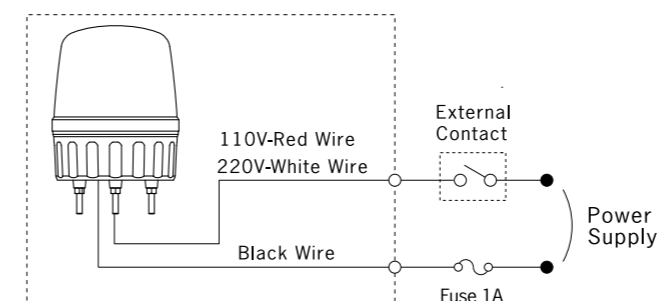 110V-Red Wire
220V-White Wire
External
Contact
Power
Supply
Black Wire
Fuse 1A